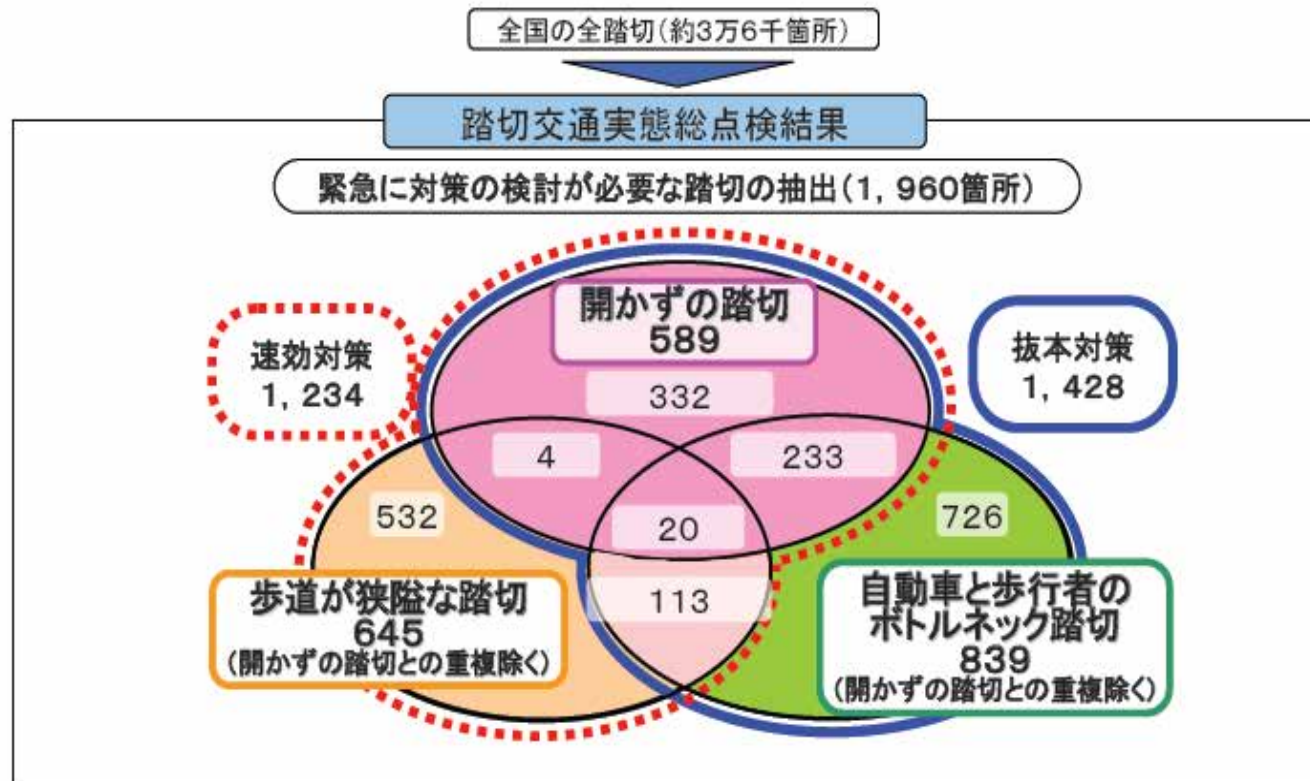 全国の全踏切(約3万6千箇所)
踏切交通実態総点検結果
緊急に対策の検討が必要な踏切の抽出(1, 960箇所)
開かずの踏切
589
速効対策
1, 234
抜本対策
1, 428
332
4
233
532
20
726
113
歩道が狭隘な踏切
645
(開かずの踏切との重複除く)
自動車と歩行者の
ボトルネック踏切
839
(開かずの踏切との重複除く)